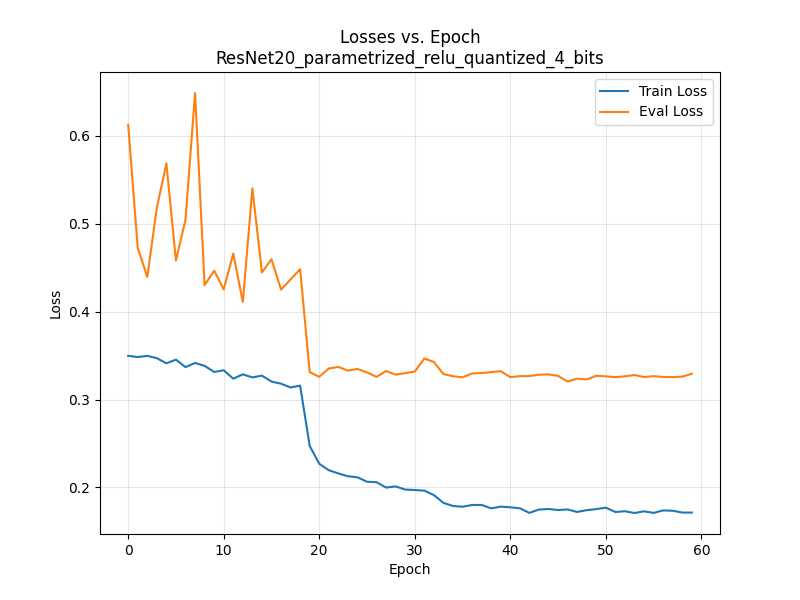 Losses vs. Epoch
ResNet20_parametrized_relu_quantized_4_bits
Train Loss
Eval Loss
0.6
0.5
0.4
0.3
0.2
Loss
0
10
20
30
40
50
60
Epoch